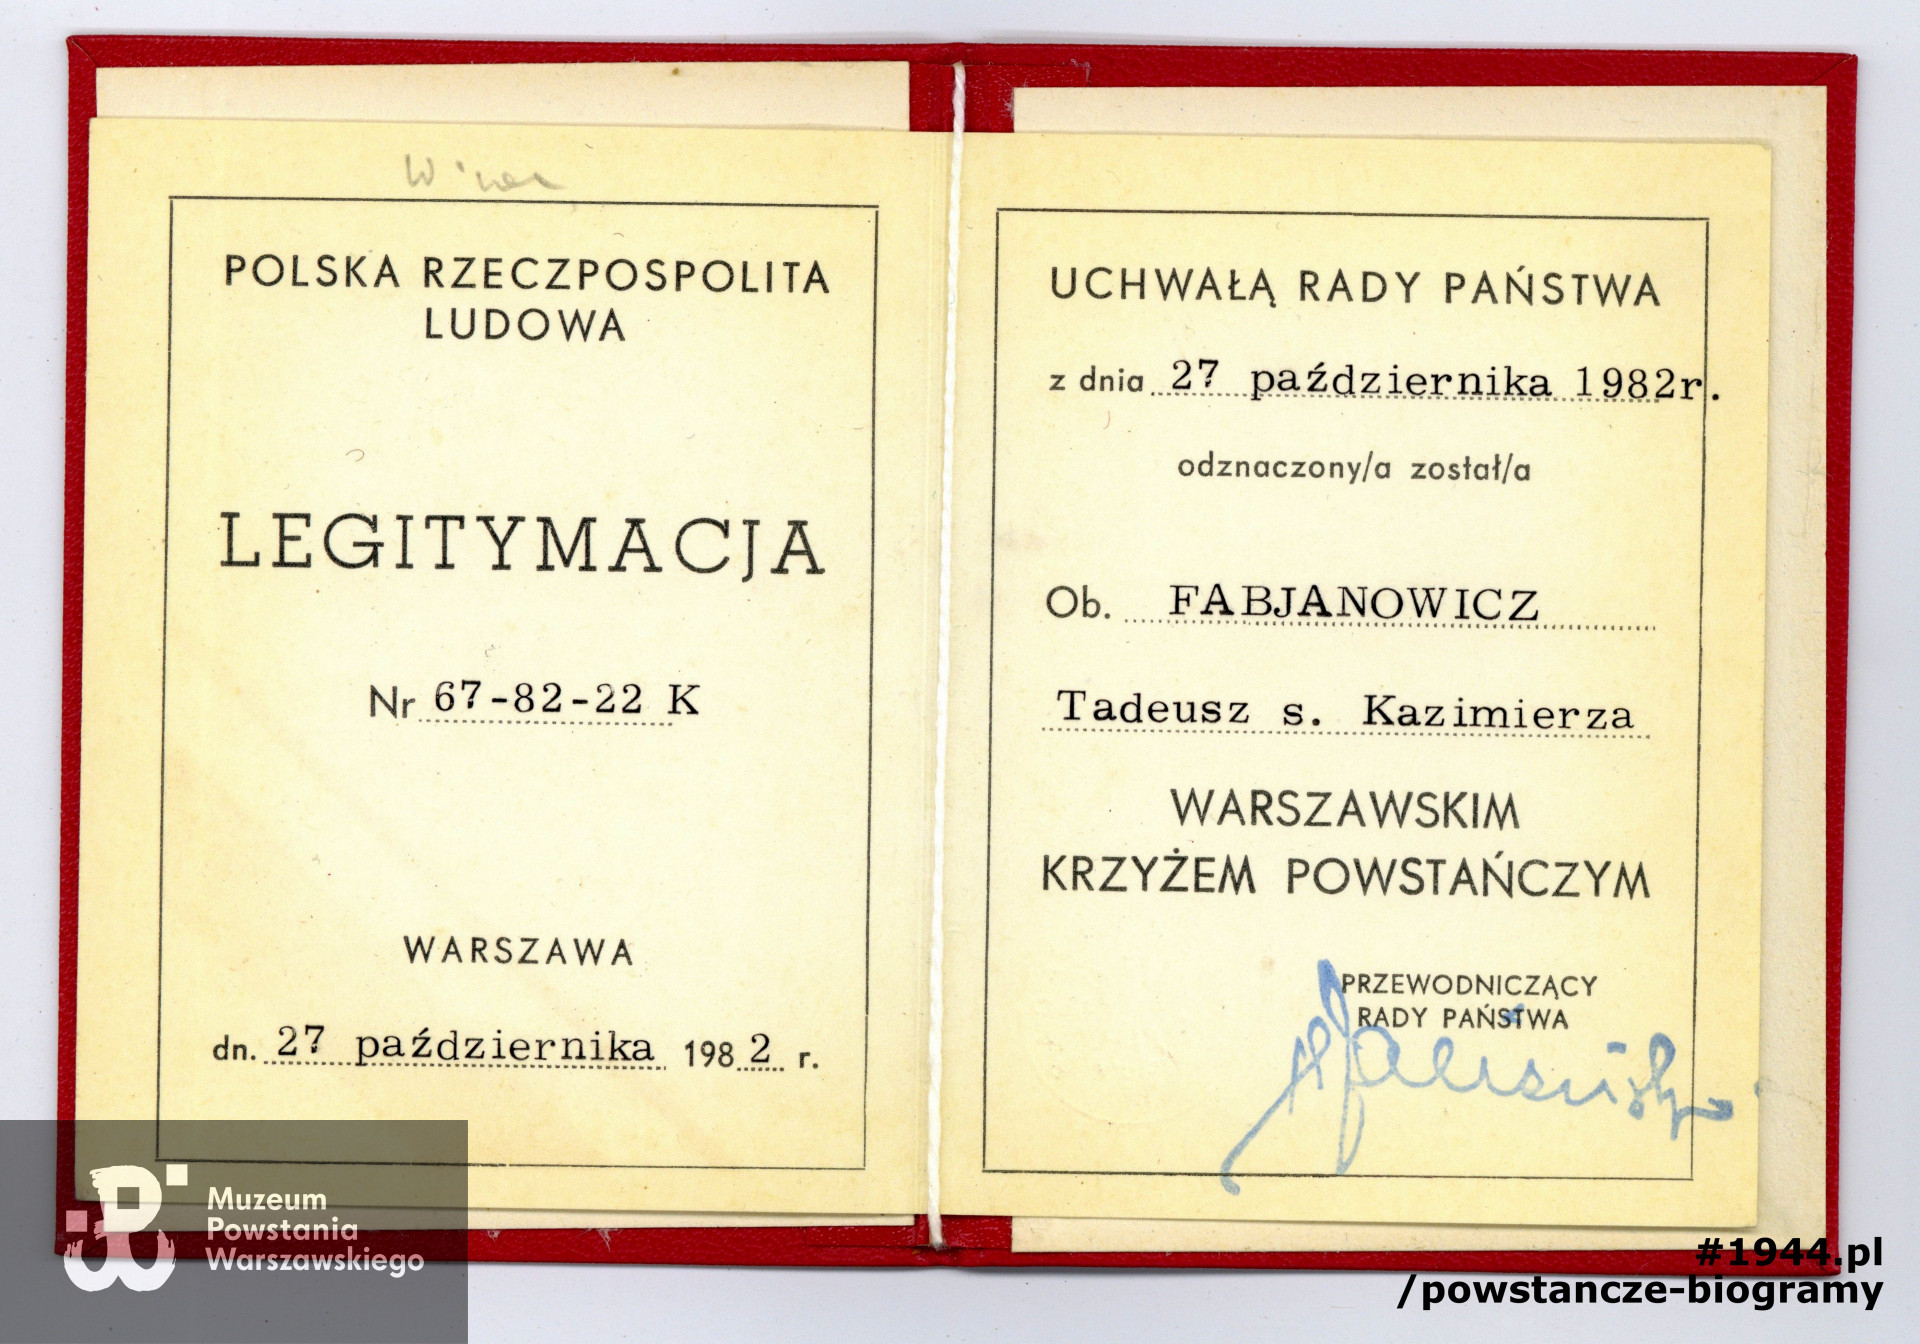 POLSKA RZECZPOSPOLITA
LUDOWA
LEGITYMACJA
Nr 67-82-22 K
WARSZAWA
dn. 27 października 1982 r.
UCHWAŁĄ RADY PAŃSTWA
z dnia 27 października 1982r.
odznaczony/a został/a
Ob. FABJANOWICZ
Tadeusz s. Kazimierza
WARSZAWSKIM
KRZYŻEM POWSTAŃCZYM
PRZEWODNICZĄCY
RADY PAŃSTWA
Muzeum
Powstania
Warszawskiego
#1944.pl
/powstancze-biogramy